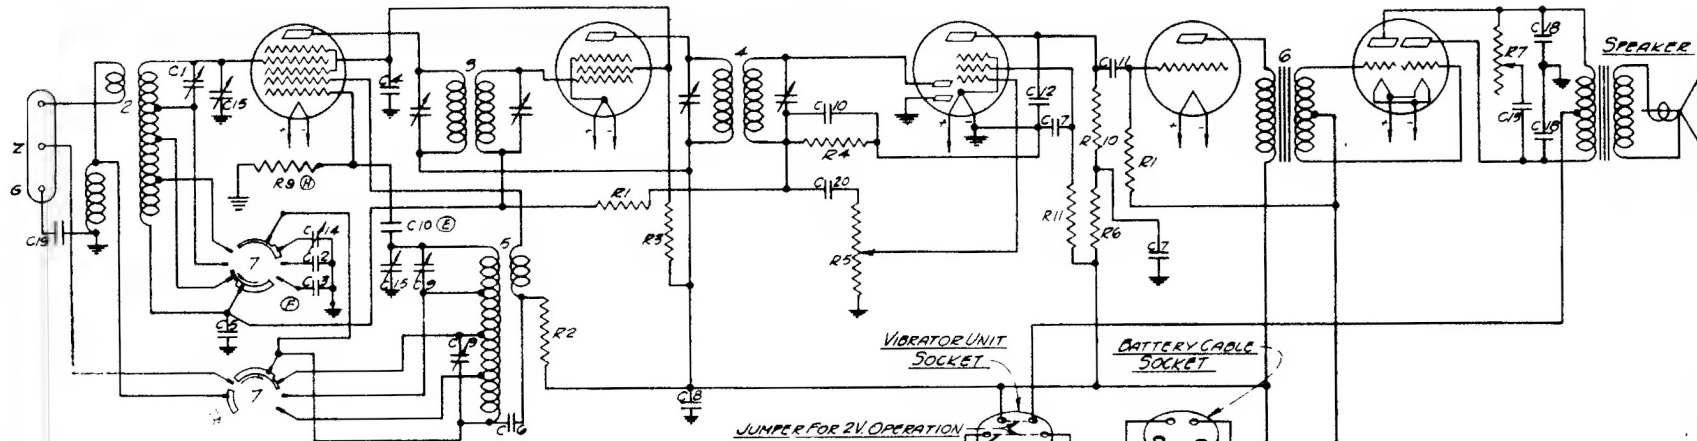 C1
C15
2
Z
G
C19
C4
3
R9 (H)
C10 (E)
7
C14
C2
C3
(F)
C5
7
C15
C9
5
C9
C6
R2
R1
R3
4
C10
R4
C20
R5
C8
C12
C7
C11
R10
R11
R6
R1
C7
6
R7
C13
C18
C18
SPEAKER
VIBRATOR UNIT
SOCKET
BATTERY CABLE
SOCKET
JUMPER FOR 2V. OPERATION
+ -
+ -
+ -